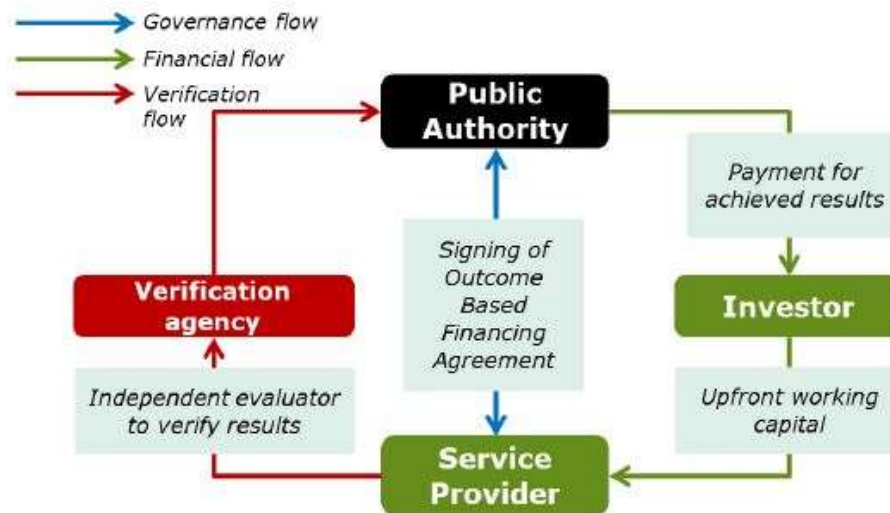 Governance flow
Financial flow
Verification
flow
Public
Authority
Payment for
achieved results
Signing of
Outcome
Based
Financing
Agreement
Verification
agency
Investor
Independent evaluator
to verify results
Upfront working
capital
Service
Provider